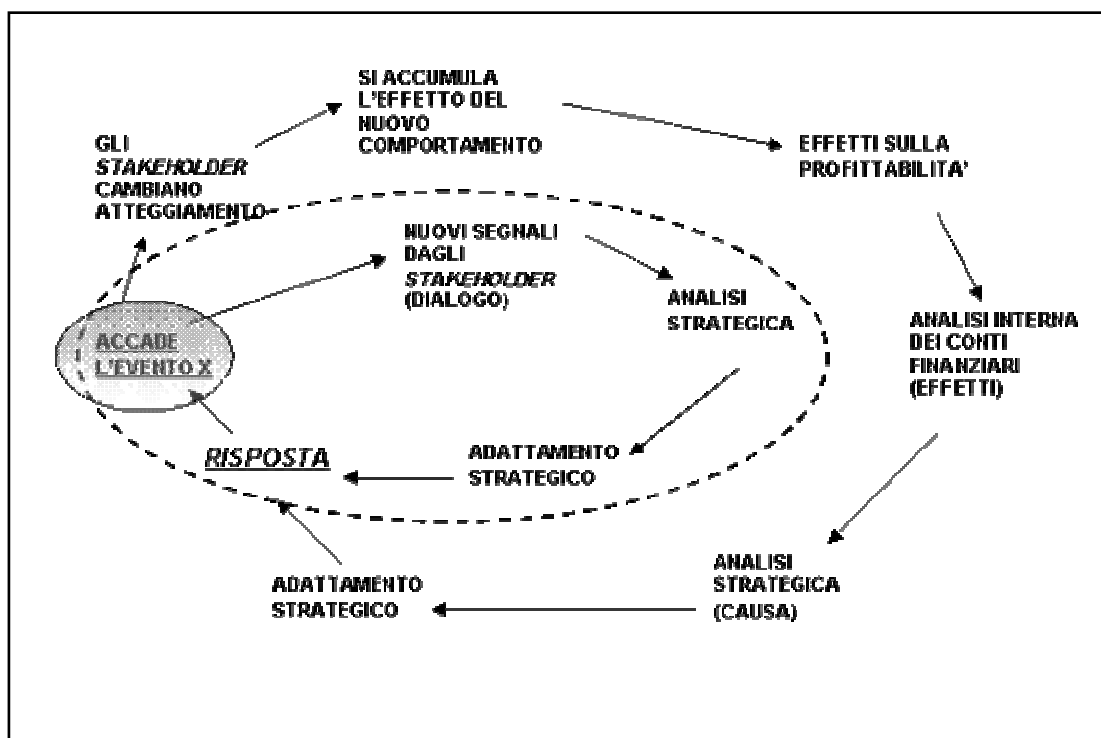 SI ACCUMULA
L'EFFETTO DEL
NUOVO
COMPORTAMENTO
GLI
STAKEHOLDER
CAMBIANO
ATTEGGIAMENTO
EFFETTI SULLA
PROFITTABILITA'
NUOVI SEGNALI
DAGLI
STAKEHOLDER
(DIALOGO)
ANALISI
STRATEGICA
ACCADE
L'EVENTO X
ANALISI INTERNA
DEI CONTI
FINANZIARI
(EFFETTI)
RISPOSTA
ADATTAMENTO
STRATEGICO
ADATTAMENTO
STRATEGICO
ANALISI
STRATEGICA
(CAUSA)